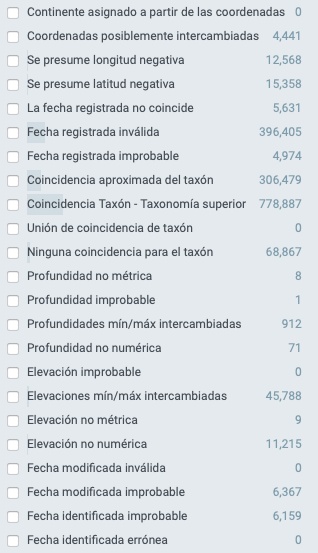 Continente asignado a partir de las coordenadas 0
Coordenadas posiblemente intercambiadas 4,441
Se presume longitud negativa 12,568
Se presume latitud negativa 15,358
La fecha registrada no coincide 5,631
Fecha registrada inválida 396,405
Fecha registrada improbable 4,974
Coincidencia aproximada del taxón 306,479
Coincidencia Taxón - Taxonomía superior 778,887
Unión de coincidencia de taxón 0
Ninguna coincidencia para el taxón 68,867
Profundidad no métrica 8
Profundidad improbable 1
Profundidades mín/máx intercambiadas 912
Profundidad no numérica 71
Elevación improbable 0
Elevaciones mín/máx intercambiadas 45,788
Elevación no métrica 9
Elevación no numérica 11,215
Fecha modificada inválida 0
Fecha modificada improbable 6,367
Fecha identificada improbable 6,159
Fecha identificada errónea 0